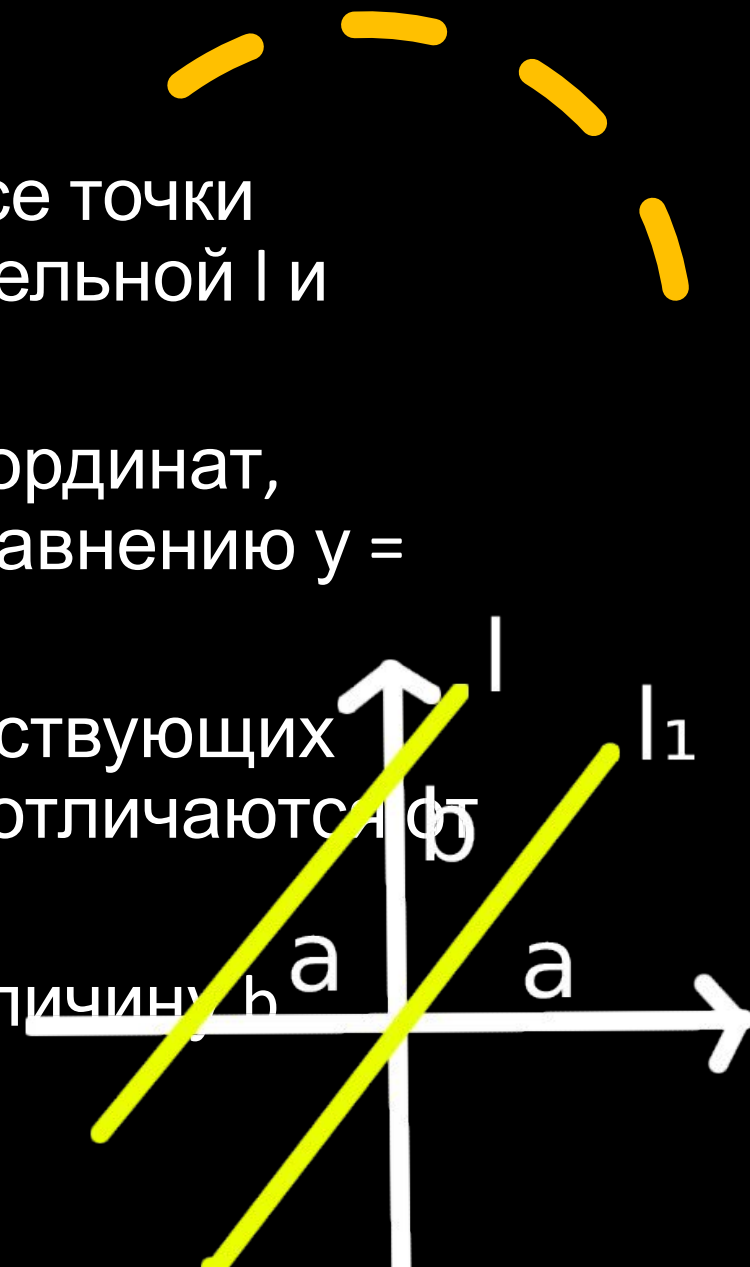 се точки
ельной l и
ординат,
авнению y =
l
ствующих
l₁
отличаются от
b
a
a
личину b